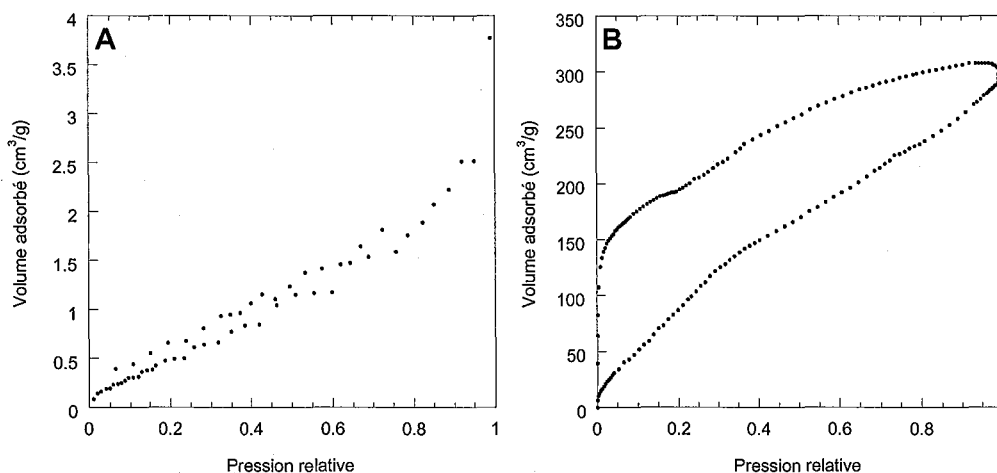 A
4
3.5
3
2.5
2
1.5
1
0.5
0
0 0.2 0.4 0.6 0.8 1
Volume adsorbé (cm³/g)
Pression relative
B
350
300
250
200
150
100
50
0
0 0.2 0.4 0.6 0.8
Volume adsorbé (cm³/g)
Pression relative